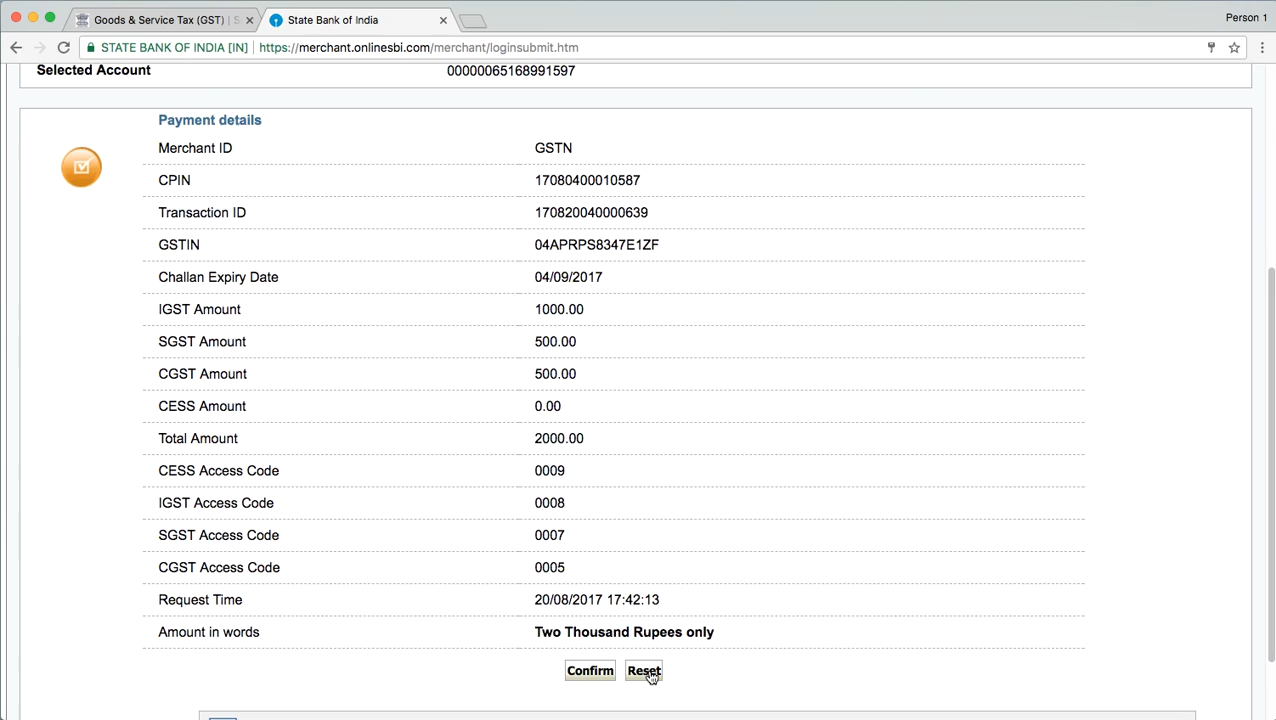 Goods & Service Tax (GST) | S
State Bank of India
Person 1
STATE BANK OF INDIA [IN] https://merchant.onlinesbi.com/merchant/loginsubmit.htm
Selected Account 00000065168991597
Payment details
Merchant ID GSTN
CPIN 17080400010587
Transaction ID 170820040000639
GSTIN 04APRPS8347E1ZF
Challan Expiry Date 04/09/2017
IGST Amount 1000.00
SGST Amount 500.00
CGST Amount 500.00
CESS Amount 0.00
Total Amount 2000.00
CESS Access Code 0009
IGST Access Code 0008
SGST Access Code 0007
CGST Access Code 0005
Request Time 20/08/2017 17:42:13
Amount in words Two Thousand Rupees only
Confirm Reset